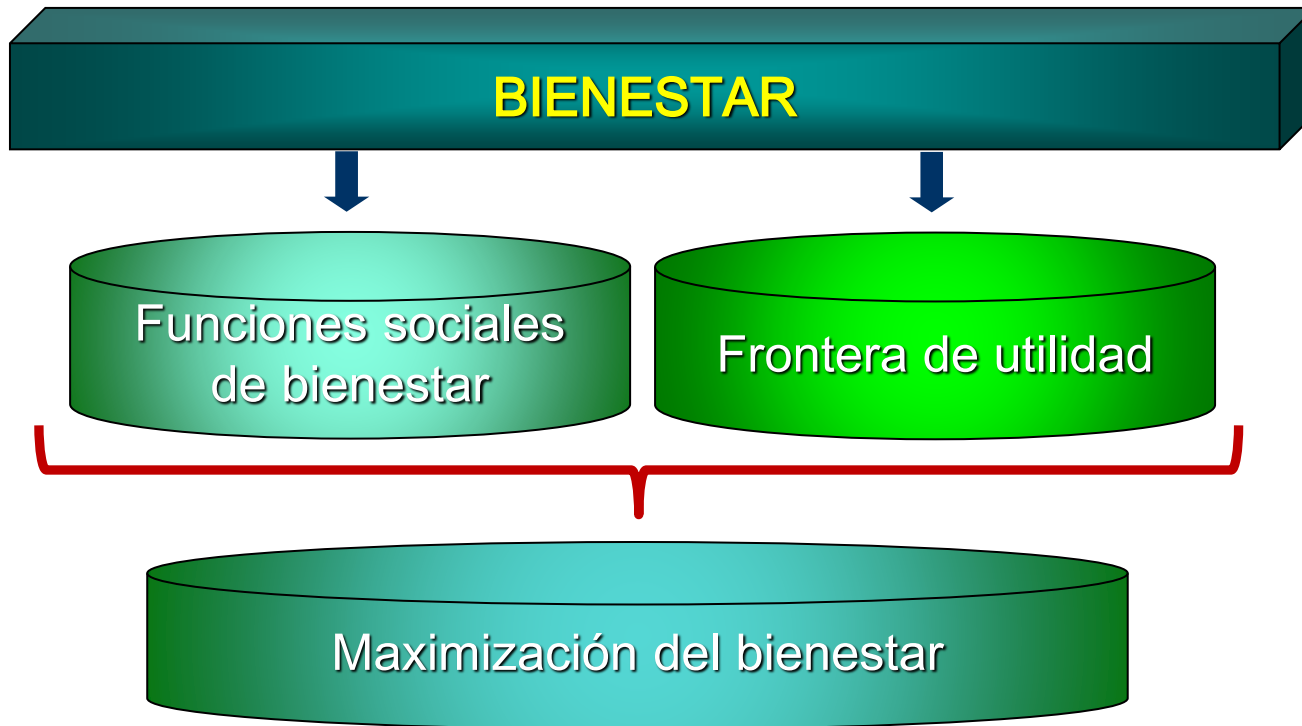 BIENESTAR
Funciones sociales
de bienestar
Frontera de utilidad
Maximización del bienestar